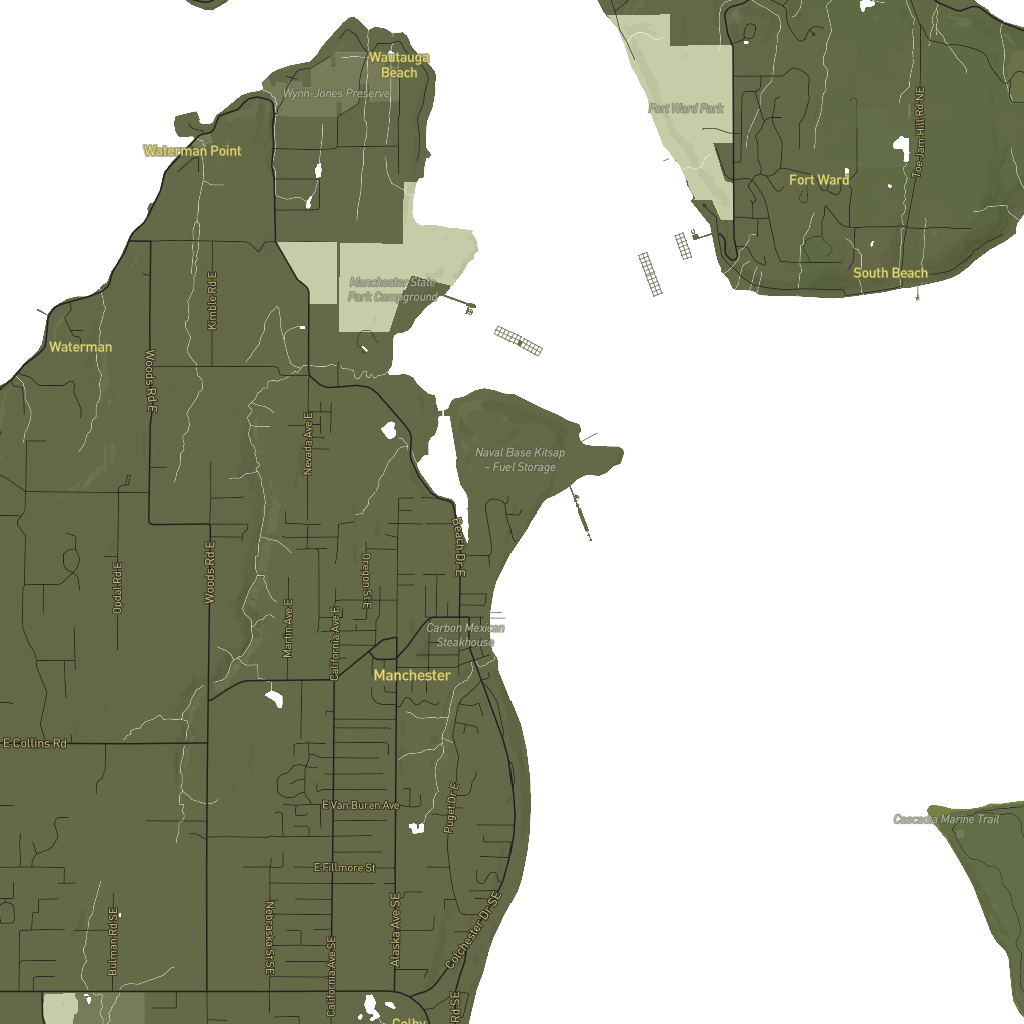 Wautauga
Beach
Wynn-Jones Preserve
Fort Ward Park
Toe Jam Hill Rd NE
Waterman Point
Fort Ward
South Beach
Manchester State
Park Campground
Kimble Rd E
Waterman
Woods Rd E
Nevada Ave E
Naval Base Kitsap
– Fuel Storage
Beach Dr E
Woods Rd E
Opdal Rd E
Oregon St E
Martin Ave E
California Ave E
Carbon Mexican
Steakhouse
Manchester
E Collins Rd
E Van Buren Ave
Puget Dr E
Cascadia Marine Trail
E Fillmore St
Bulman Rd SE
Nebraska St SE
California Ave SE
Alaska Ave SE
Colchester Dr SE
Rd SE
Colby